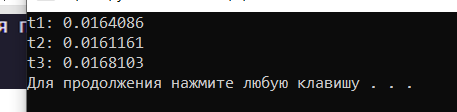 t1: 0.0164086
t2: 0.0161161
t3: 0.0168103
Для продолжения нажмите любую клавишу . . .